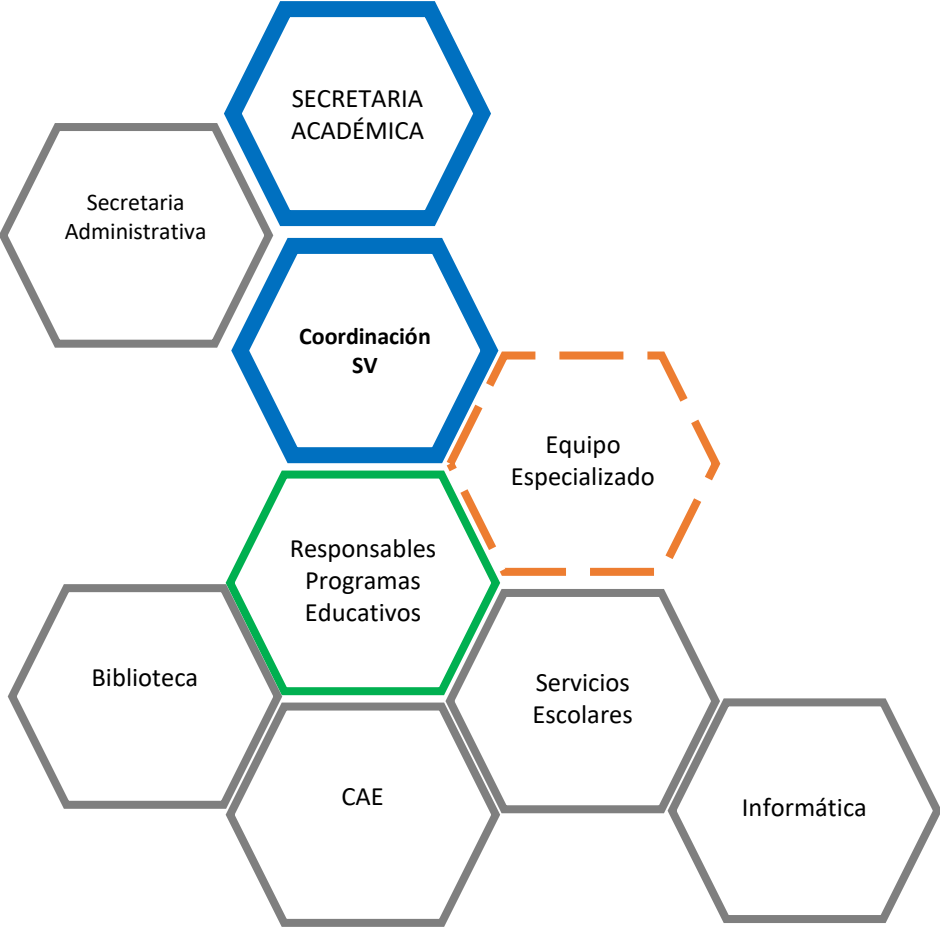 SECRETARIA
ACADÉMICA
Secretaria
Administrativa
Coordinación
SV
Equipo
Especializado
Responsables
Programas
Educativos
Biblioteca
Servicios
Escolares
CAE
Informática